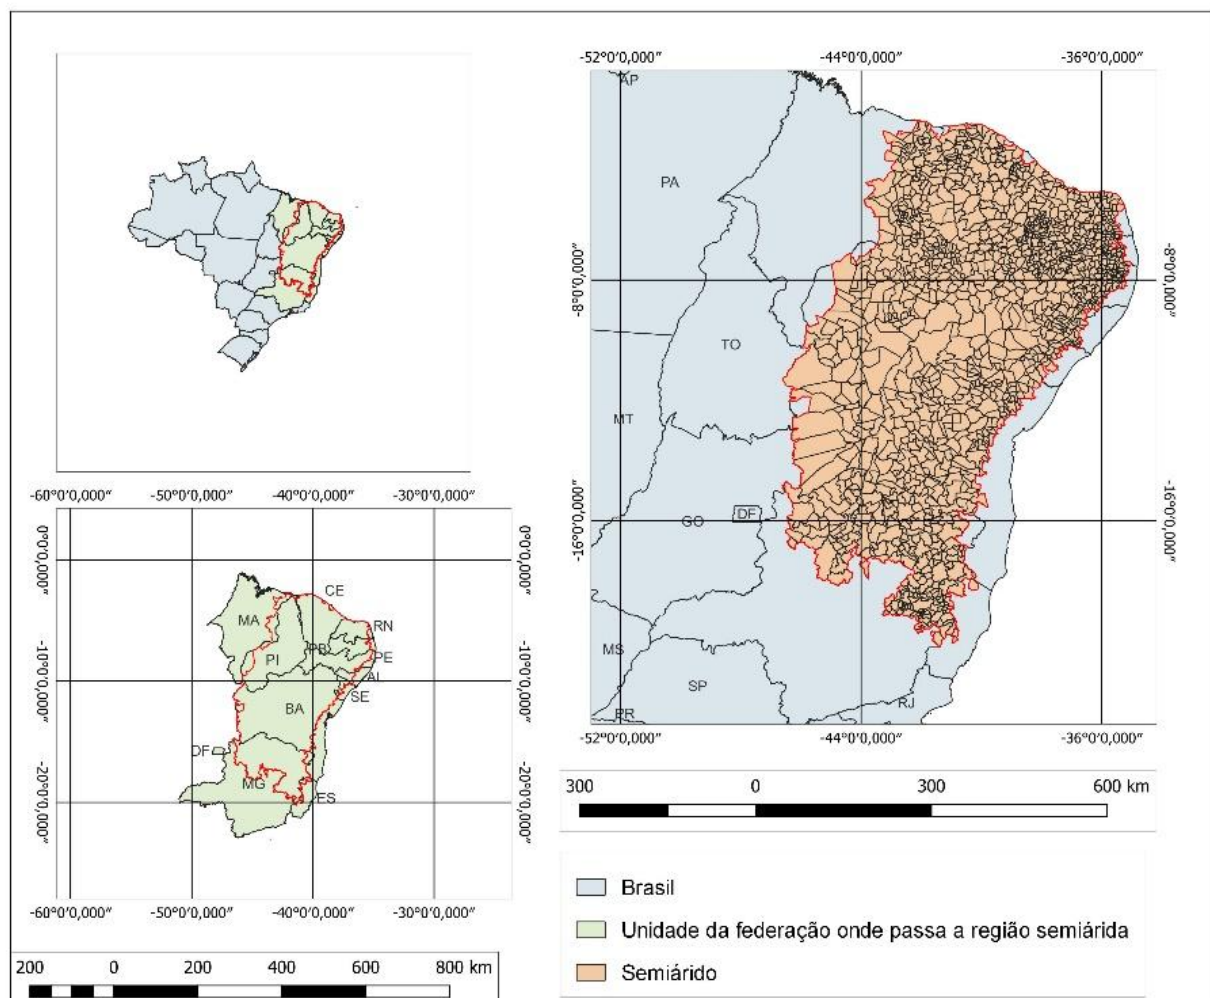 -52°0'0,000" -44°0'0,000" -36°0'0,000"
AP
PA
-8°0'0,000" -8°0'0,000"
TO
MT
GO DF
-16°0'0,000" -16°0'0,000"
MS
SP
RJ
PR
-52°0'0,000" -44°0'0,000" -36°0'0,000"
300 0 300 600 km
-60°0'0,000" -50°0'0,000" -40°0'0,000" -30°0'0,000"
0°0'0,000" 0°0'0,000"
CE
MA
RN
PB
PI
PE
AL
-10°0'0,000" -10°0'0,000"
SE
BA
DF
MG
ES
-20°0'0,000" -20°0'0,000"
-60°0'0,000" -50°0'0,000" -40°0'0,000" -30°0'0,000"
200 0 200 400 600 800 km
Brasil
Unidade da federação onde passa a região semiárida
Semiárido